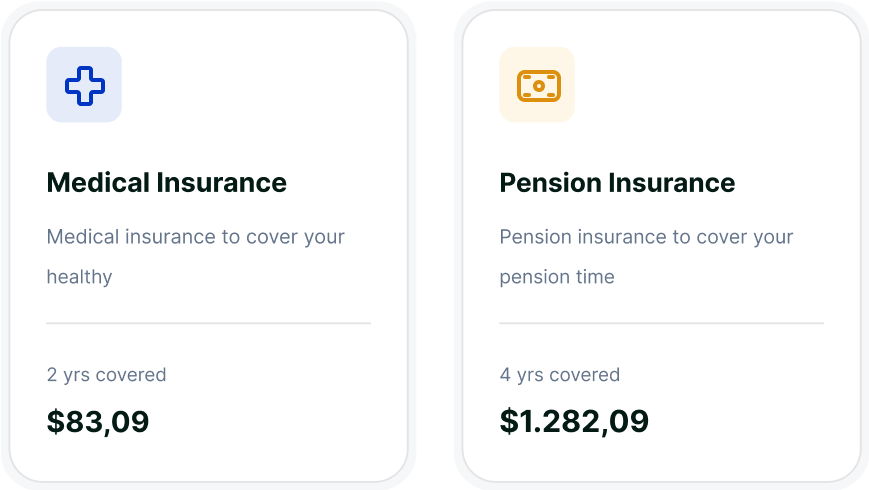 Medical Insurance
Medical insurance to cover your
healthy
2 yrs covered
$83,09
Pension Insurance
Pension insurance to cover your
pension time
4 yrs covered
$1.282,09